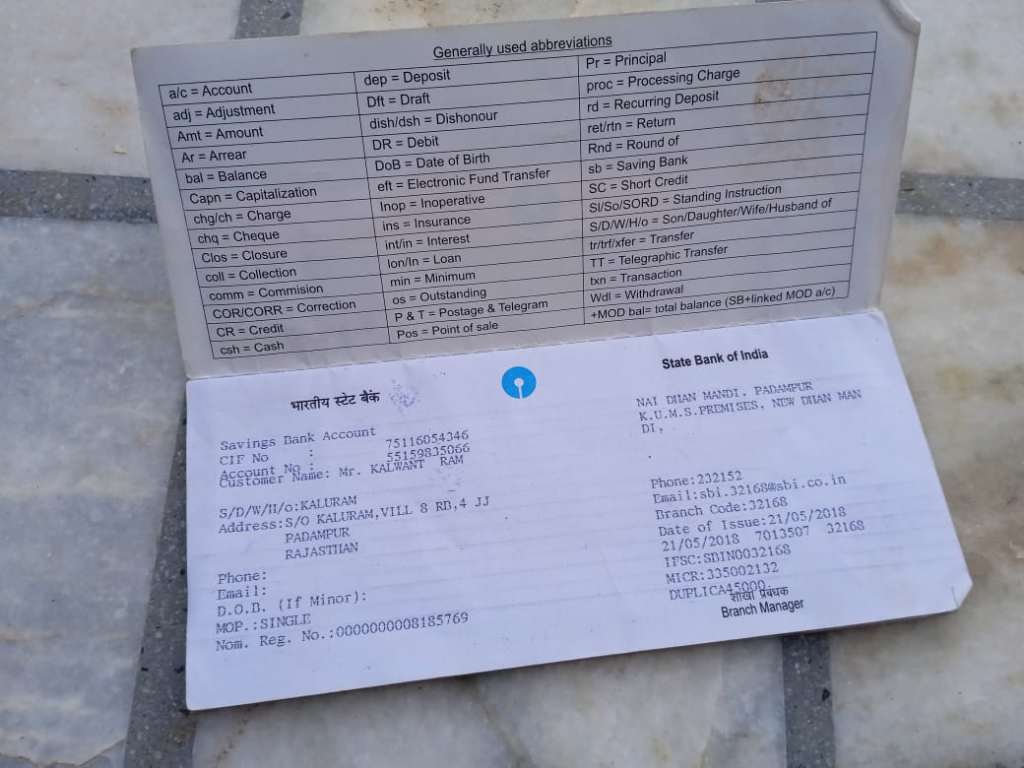 Generally used abbreviations
a/c = Account
adj = Adjustment
Amt = Amount
Ar = Arrear
bal = Balance
Capn = Capitalization
chg/ch = Charge
chq = Cheque
Clos = Closure
coll = Collection
comm = Commision
COR/CORR = Correction
CR = Credit
csh = Cash
dep = Deposit
Dft = Draft
dish/dsh = Dishonour
DR = Debit
DoB = Date of Birth
eft = Electronic Fund Transfer
Inop = Inoperative
ins = Insurance
int/in = Interest
lon/ln = Loan
min = Minimum
os = Outstanding
P & T = Postage & Telegram
Pos = Point of sale
Pr = Principal
proc = Processing Charge
rd = Recurring Deposit
ret/rtn = Return
Rnd = Round of
sb = Saving Bank
SC = Short Credit
SI/So/SORD = Standing Instruction
S/D/W/H/o = Son/Daughter/Wife/Husband of
tr/trf/xfer = Transfer
TT = Telegraphic Transfer
txn = Transaction
Wdl = Withdrawal
+MOD bal= total balance (SB+linked MOD a/c)
भारतीय स्टेट बैंक
Savings Bank Account
CIF No : 75116054346
Account No : 55159835066
Customer Name: Mr. KALWANT RAM
S/D/W/H/o:KALURAM
Address:S/O KALURAM,VILL 8 RB,4 JJ
PADAMPUR
RAJASTHAN
Phone:
Email:
D.O.B. (If Minor):
MOP.:SINGLE
Nom. Reg. No.:0000000008185769
State Bank of India
NAI DHAN MANDI, PADAMPUR
K.U.M.S.PREMISES, NEW DHAN MAN
DI,
Phone:232152
Email:sbi.32168@sbi.co.in
Branch Code:32168
Date of Issue:21/05/2018
21/05/2018 7013507 32168
IFSC:SBIN0032168
MICR:335002132
DUPLICA45000:
शाखा प्रबंधक
Branch Manager